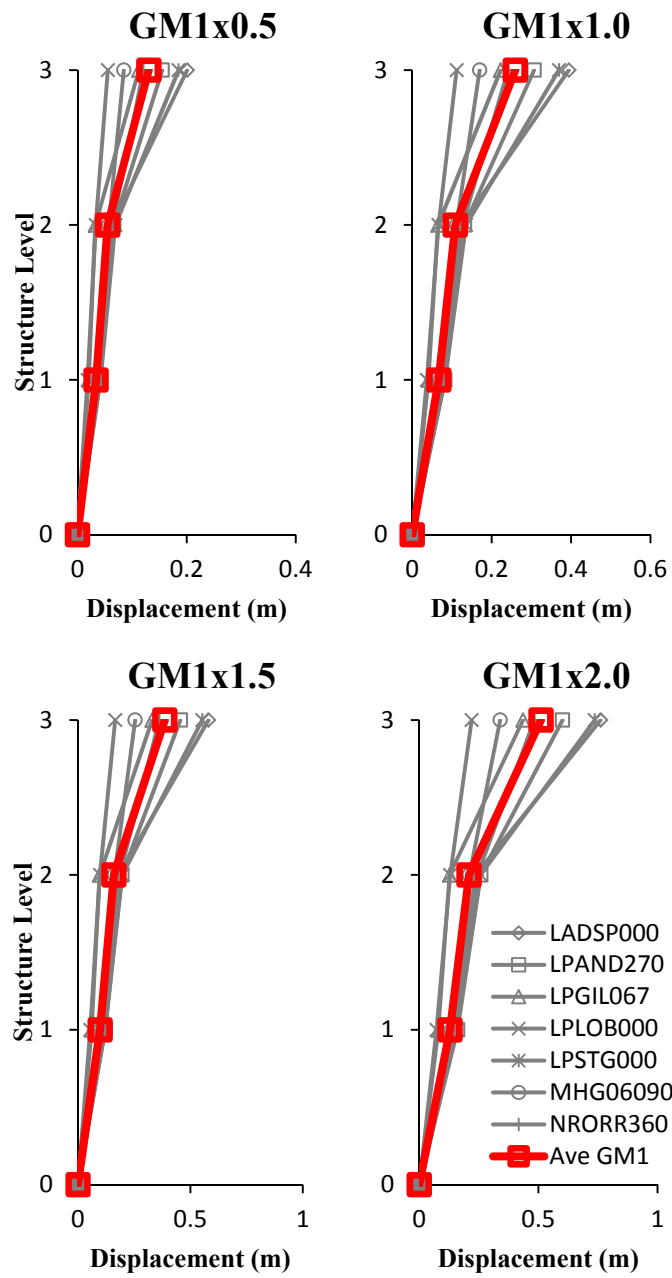 GM1x0.5
3
2
1
0
Structure Level
0 0.2 0.4
Displacement (m)
GM1x1.0
3
2
1
0
0 0.2 0.4 0.6
Displacement (m)
GM1x1.5
3
2
1
0
Structure Level
0 0.5 1
Displacement (m)
GM1x2.0
3
2
1
0
0 0.5 1
Displacement (m)
LADSP000
LPAND270
LPGIL067
LPLOB000
LPSTG000
MHG06090
NRORR360
Ave GM1